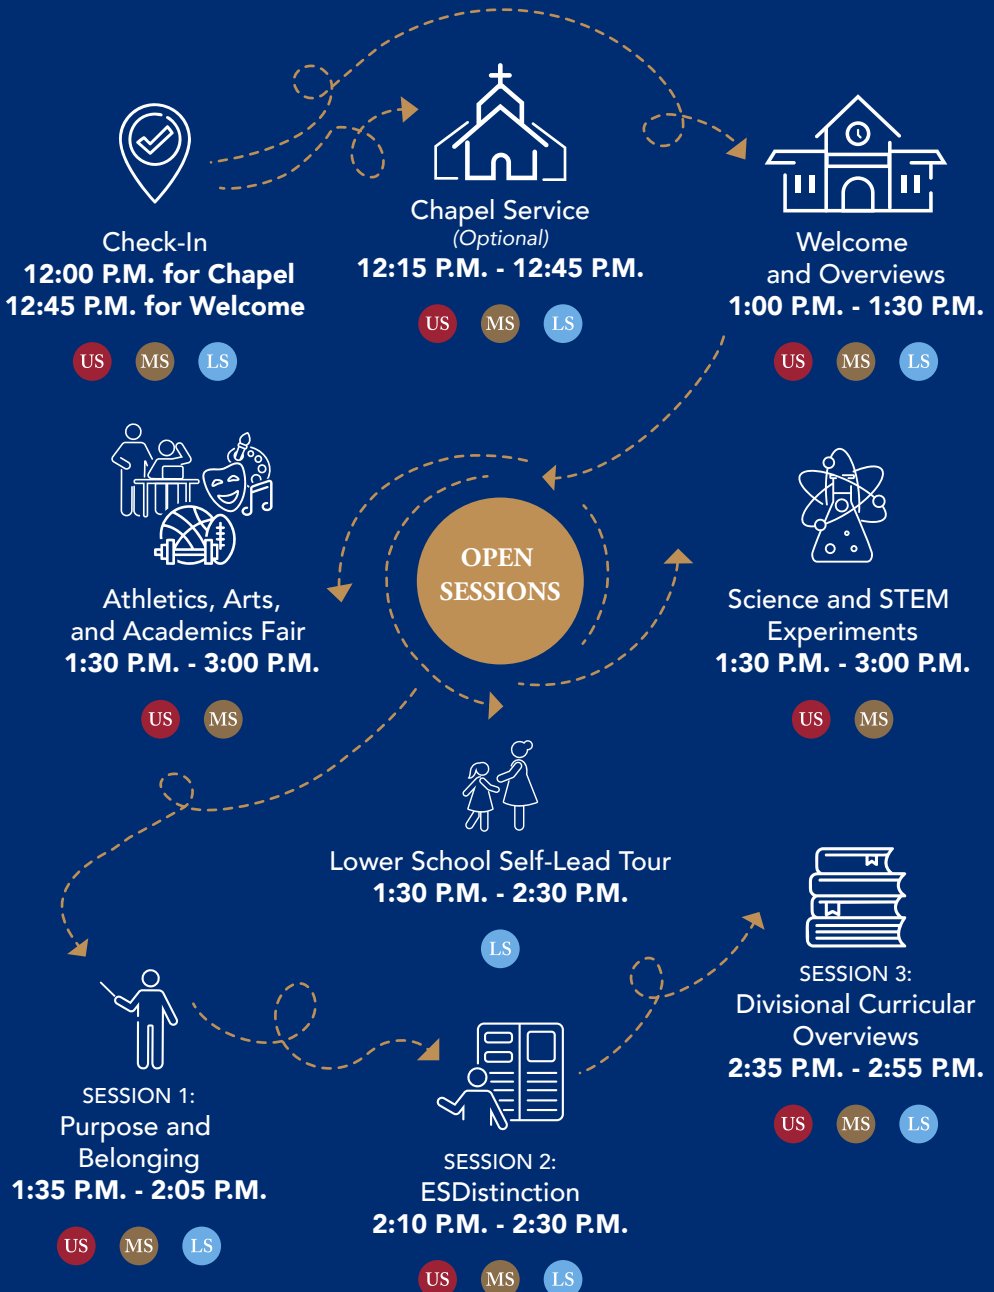 Check-In
12:00 P.M. for Chapel
12:45 P.M. for Welcome
US MS LS
Chapel Service
(Optional)
12:15 P.M. - 12:45 P.M.
US MS LS
Welcome
and Overviews
1:00 P.M. - 1:30 P.M.
US MS LS
OPEN
SESSIONS
Athletics, Arts,
and Academics Fair
1:30 P.M. - 3:00 P.M.
US MS
Science and STEM
Experiments
1:30 P.M. - 3:00 P.M.
US MS
Lower School Self-Lead Tour
1:30 P.M. - 2:30 P.M.
LS
SESSION 1:
Purpose and
Belonging
1:35 P.M. - 2:05 P.M.
US MS LS
SESSION 2:
ESDistinction
2:10 P.M. - 2:30 P.M.
US MS LS
SESSION 3:
Divisional Curricular
Overviews
2:35 P.M. - 2:55 P.M.
US MS LS